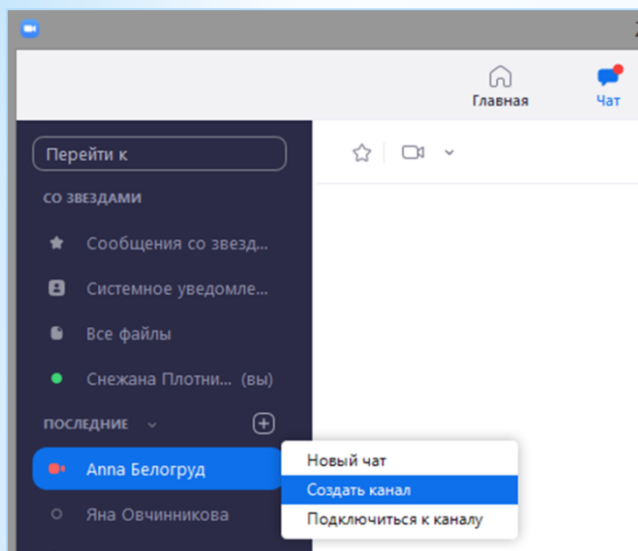 Главная
Чат
Перейти к
СО ЗВЕЗДАМИ
Сообщения со звезд...
Системное уведомле...
Все файлы
Снежана Плотни... (вы)
ПОСЛЕДНИЕ
Anna Белогруд
Яна Овчинникова
Новый чат
Создать канал
Подключиться к каналу